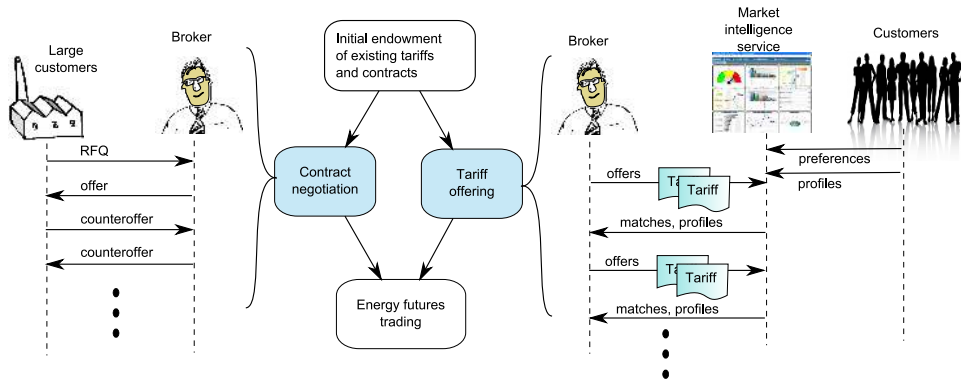 Large
customers
Broker
RFQ
offer
counteroffer
counteroffer
Initial endowment
of existing tariffs
and contracts
Contract
negotiation
Tariff
offering
Energy futures
trading
Broker
Market
intelligence
service
Customers
preferences
profiles
offers
Tariff
matches, profiles
offers
Tariff
matches, profiles